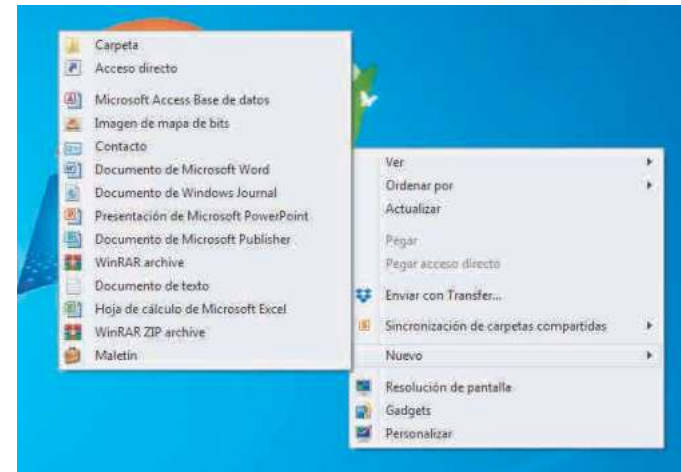 Carpeta
Acceso directo
Microsoft Access Base de datos
Imagen de mapa de bits
Contacto
Documento de Microsoft Word
Documento de Windows Journal
Presentación de Microsoft PowerPoint
Documento de Microsoft Publisher
WinRAR archive
Documento de texto
Hoja de cálculo de Microsoft Excel
WinRAR ZIP archive
Maletín
Ver
Ordenar por
Actualizar
Pegar
Pegar acceso directo
Enviar con Transfer...
Sincronización de carpetas compartidas
Nuevo
Resolución de pantalla
Gadgets
Personalizar